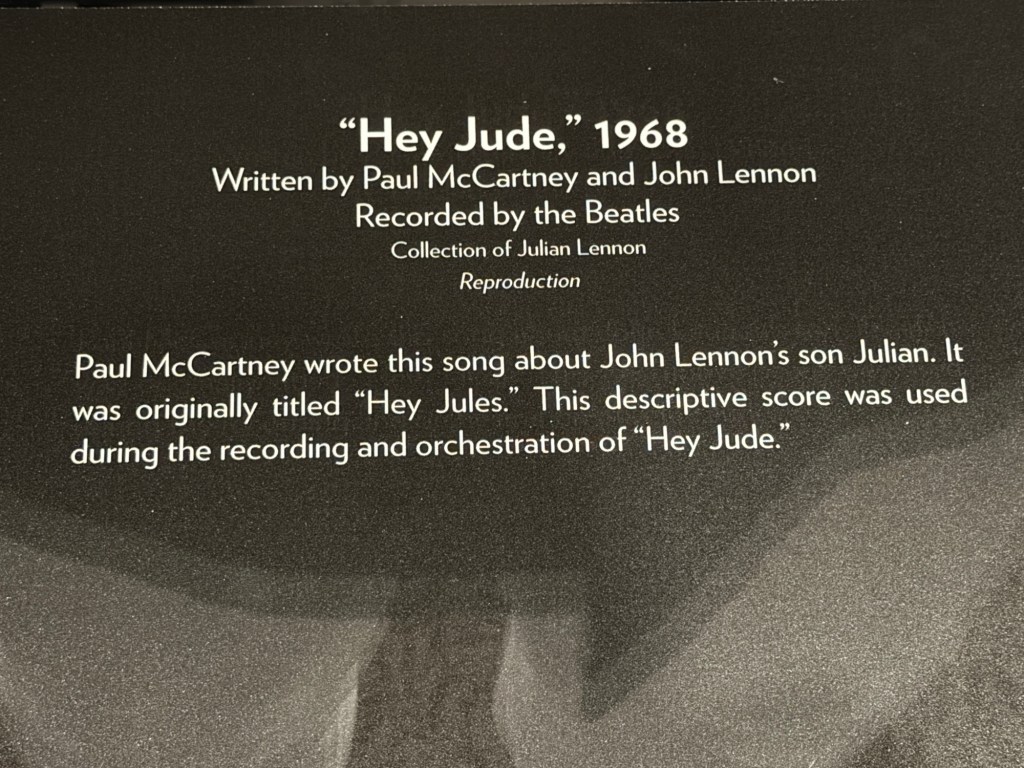 “Hey Jude,” 1968
Written by Paul McCartney and John Lennon
Recorded by the Beatles
Collection of Julian Lennon
Reproduction
Paul McCartney wrote this song about John Lennon’s son Julian. It
was originally titled “Hey Jules.” This descriptive score was used
during the recording and orchestration of “Hey Jude.”